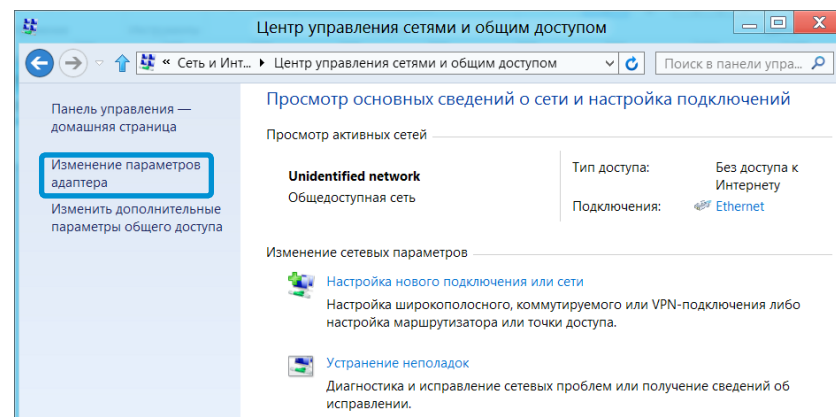 Центр управления сетями и общим доступом
« Сеть и Инт... ▸ Центр управления сетями и общим доступом
Поиск в панели упра...
Панель управления —
домашняя страница
Изменение параметров
адаптера
Изменить дополнительные
параметры общего доступа
Просмотр основных сведений о сети и настройка подключений
Просмотр активных сетей
Unidentified network
Общедоступная сеть
Тип доступа: Без доступа к
Интернету
Подключения: Ethernet
Изменение сетевых параметров
Настройка нового подключения или сети
Настройка широкополосного, коммутируемого или VPN-подключения либо
настройка маршрутизатора или точки доступа.
Устранение неполадок
Диагностика и исправление сетевых проблем или получение сведений об
исправлении.